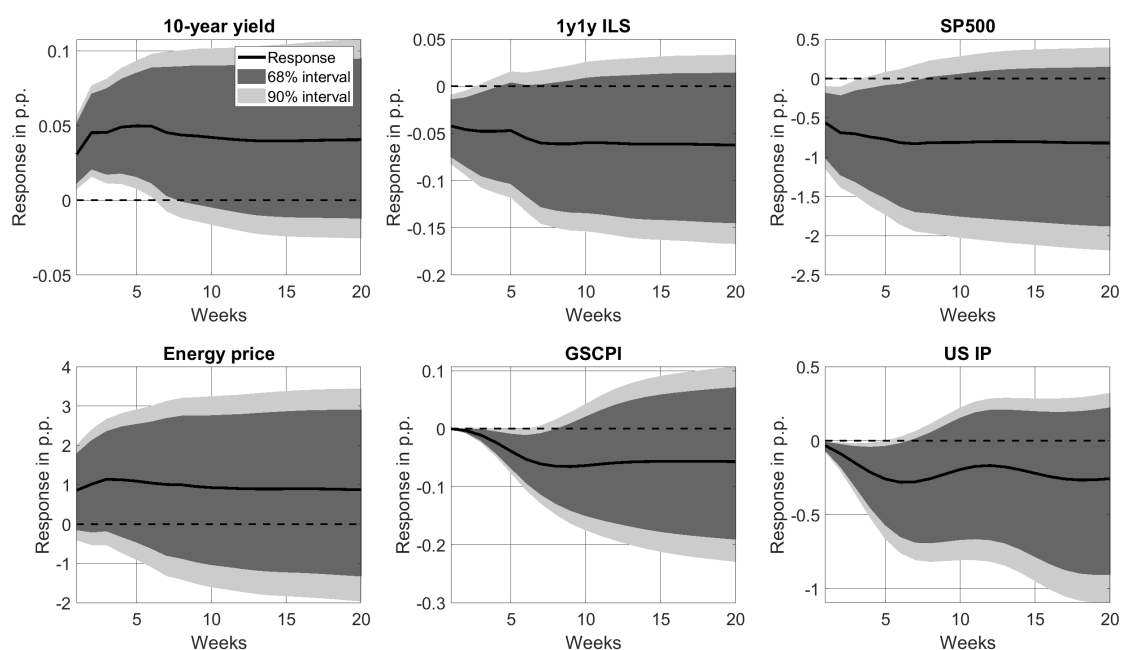 10-year yield
Response in p.p.
0.1
0.05
0
-0.05
5
10
15
20
Weeks
Response
68% interval
90% interval
1y1y ILS
Response in p.p.
0.05
0
-0.05
-0.1
-0.15
-0.2
5
10
15
20
Weeks
SP500
Response in p.p.
0.5
0
-0.5
-1
-1.5
-2
-2.5
5
10
15
20
Weeks
Energy price
Response in p.p.
4
3
2
1
0
-1
-2
5
10
15
20
Weeks
GSCPI
Response in p.p.
0.1
0
-0.1
-0.2
-0.3
5
10
15
20
Weeks
US IP
Response in p.p.
0.5
0
-0.5
-1
5
10
15
20
Weeks